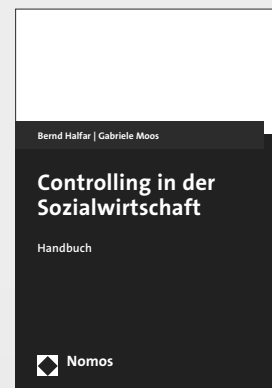 Bernd Halfar | Gabriele Moos
Controlling in der
Sozialwirtschaft
Handbuch
Nomos